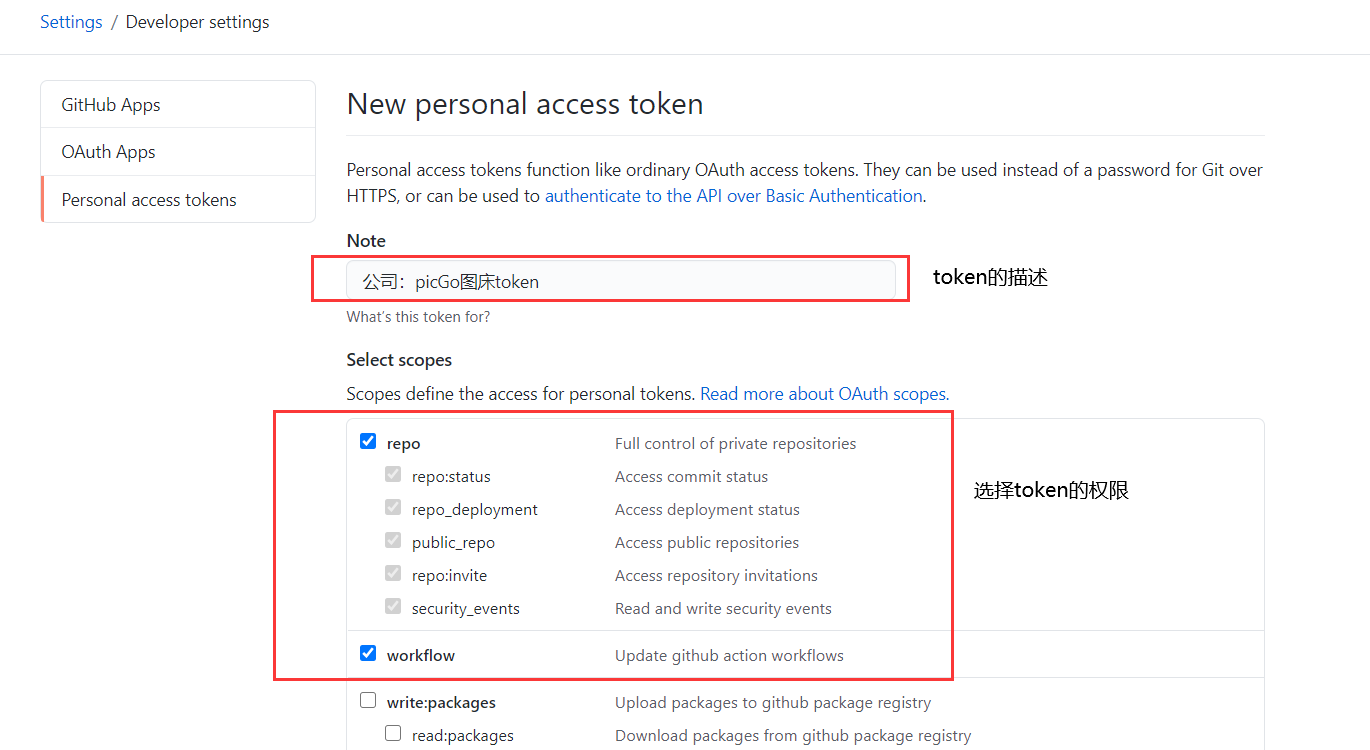 Settings / Developer settings
GitHub Apps
OAuth Apps
Personal access tokens
New personal access token
Personal access tokens function like ordinary OAuth access tokens. They can be used instead of a password for Git over
HTTPS, or can be used to authenticate to the API over Basic Authentication.
Note
公司：picGo图床token
token的描述
What's this token for?
Select scopes
Scopes define the access for personal tokens. Read more about OAuth scopes.
repo Full control of private repositories
repo:status Access commit status
选择token的权限
repo_deployment Access deployment status
public_repo Access public repositories
repo:invite Access repository invitations
security_events Read and write security events
workflow Update github action workflows
write:packages Upload packages to github package registry
read:packages Download packages from github package registry